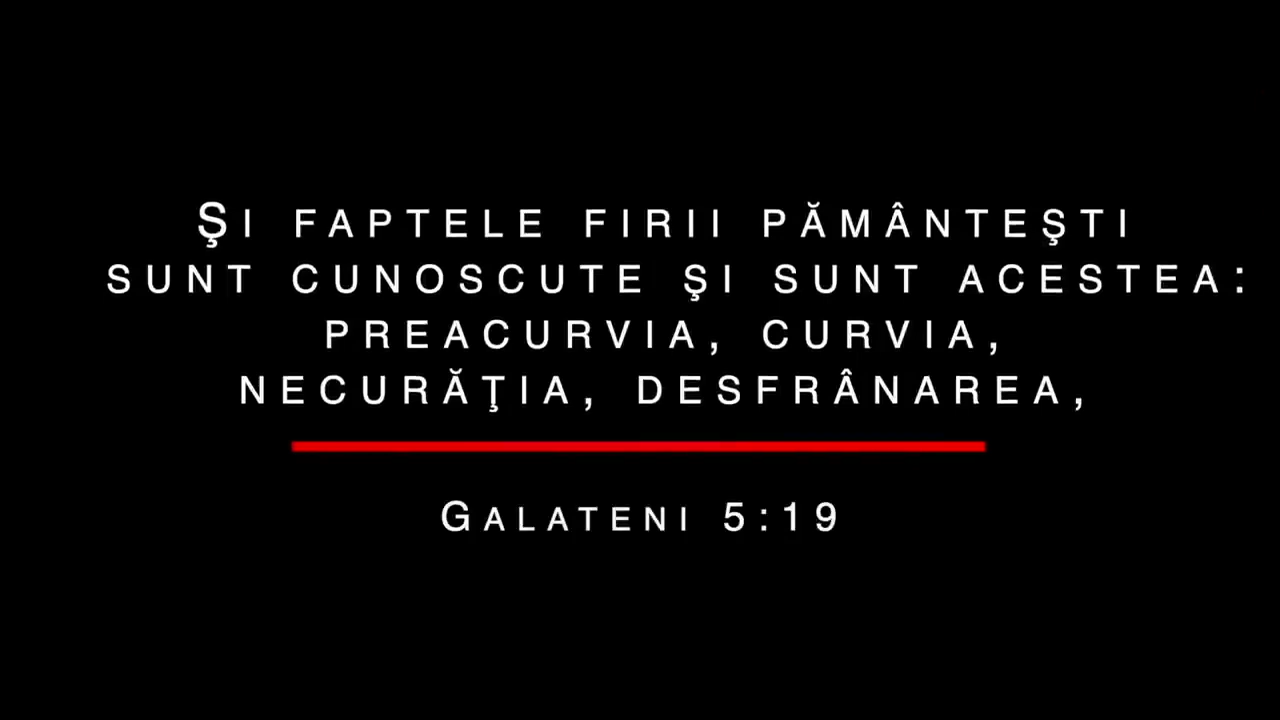 Şi faptele firii pământeşti
sunt cunoscute şi sunt acestea:
preacurvia, curvia,
necurăţia, desfrânarea,
Galateni 5:19